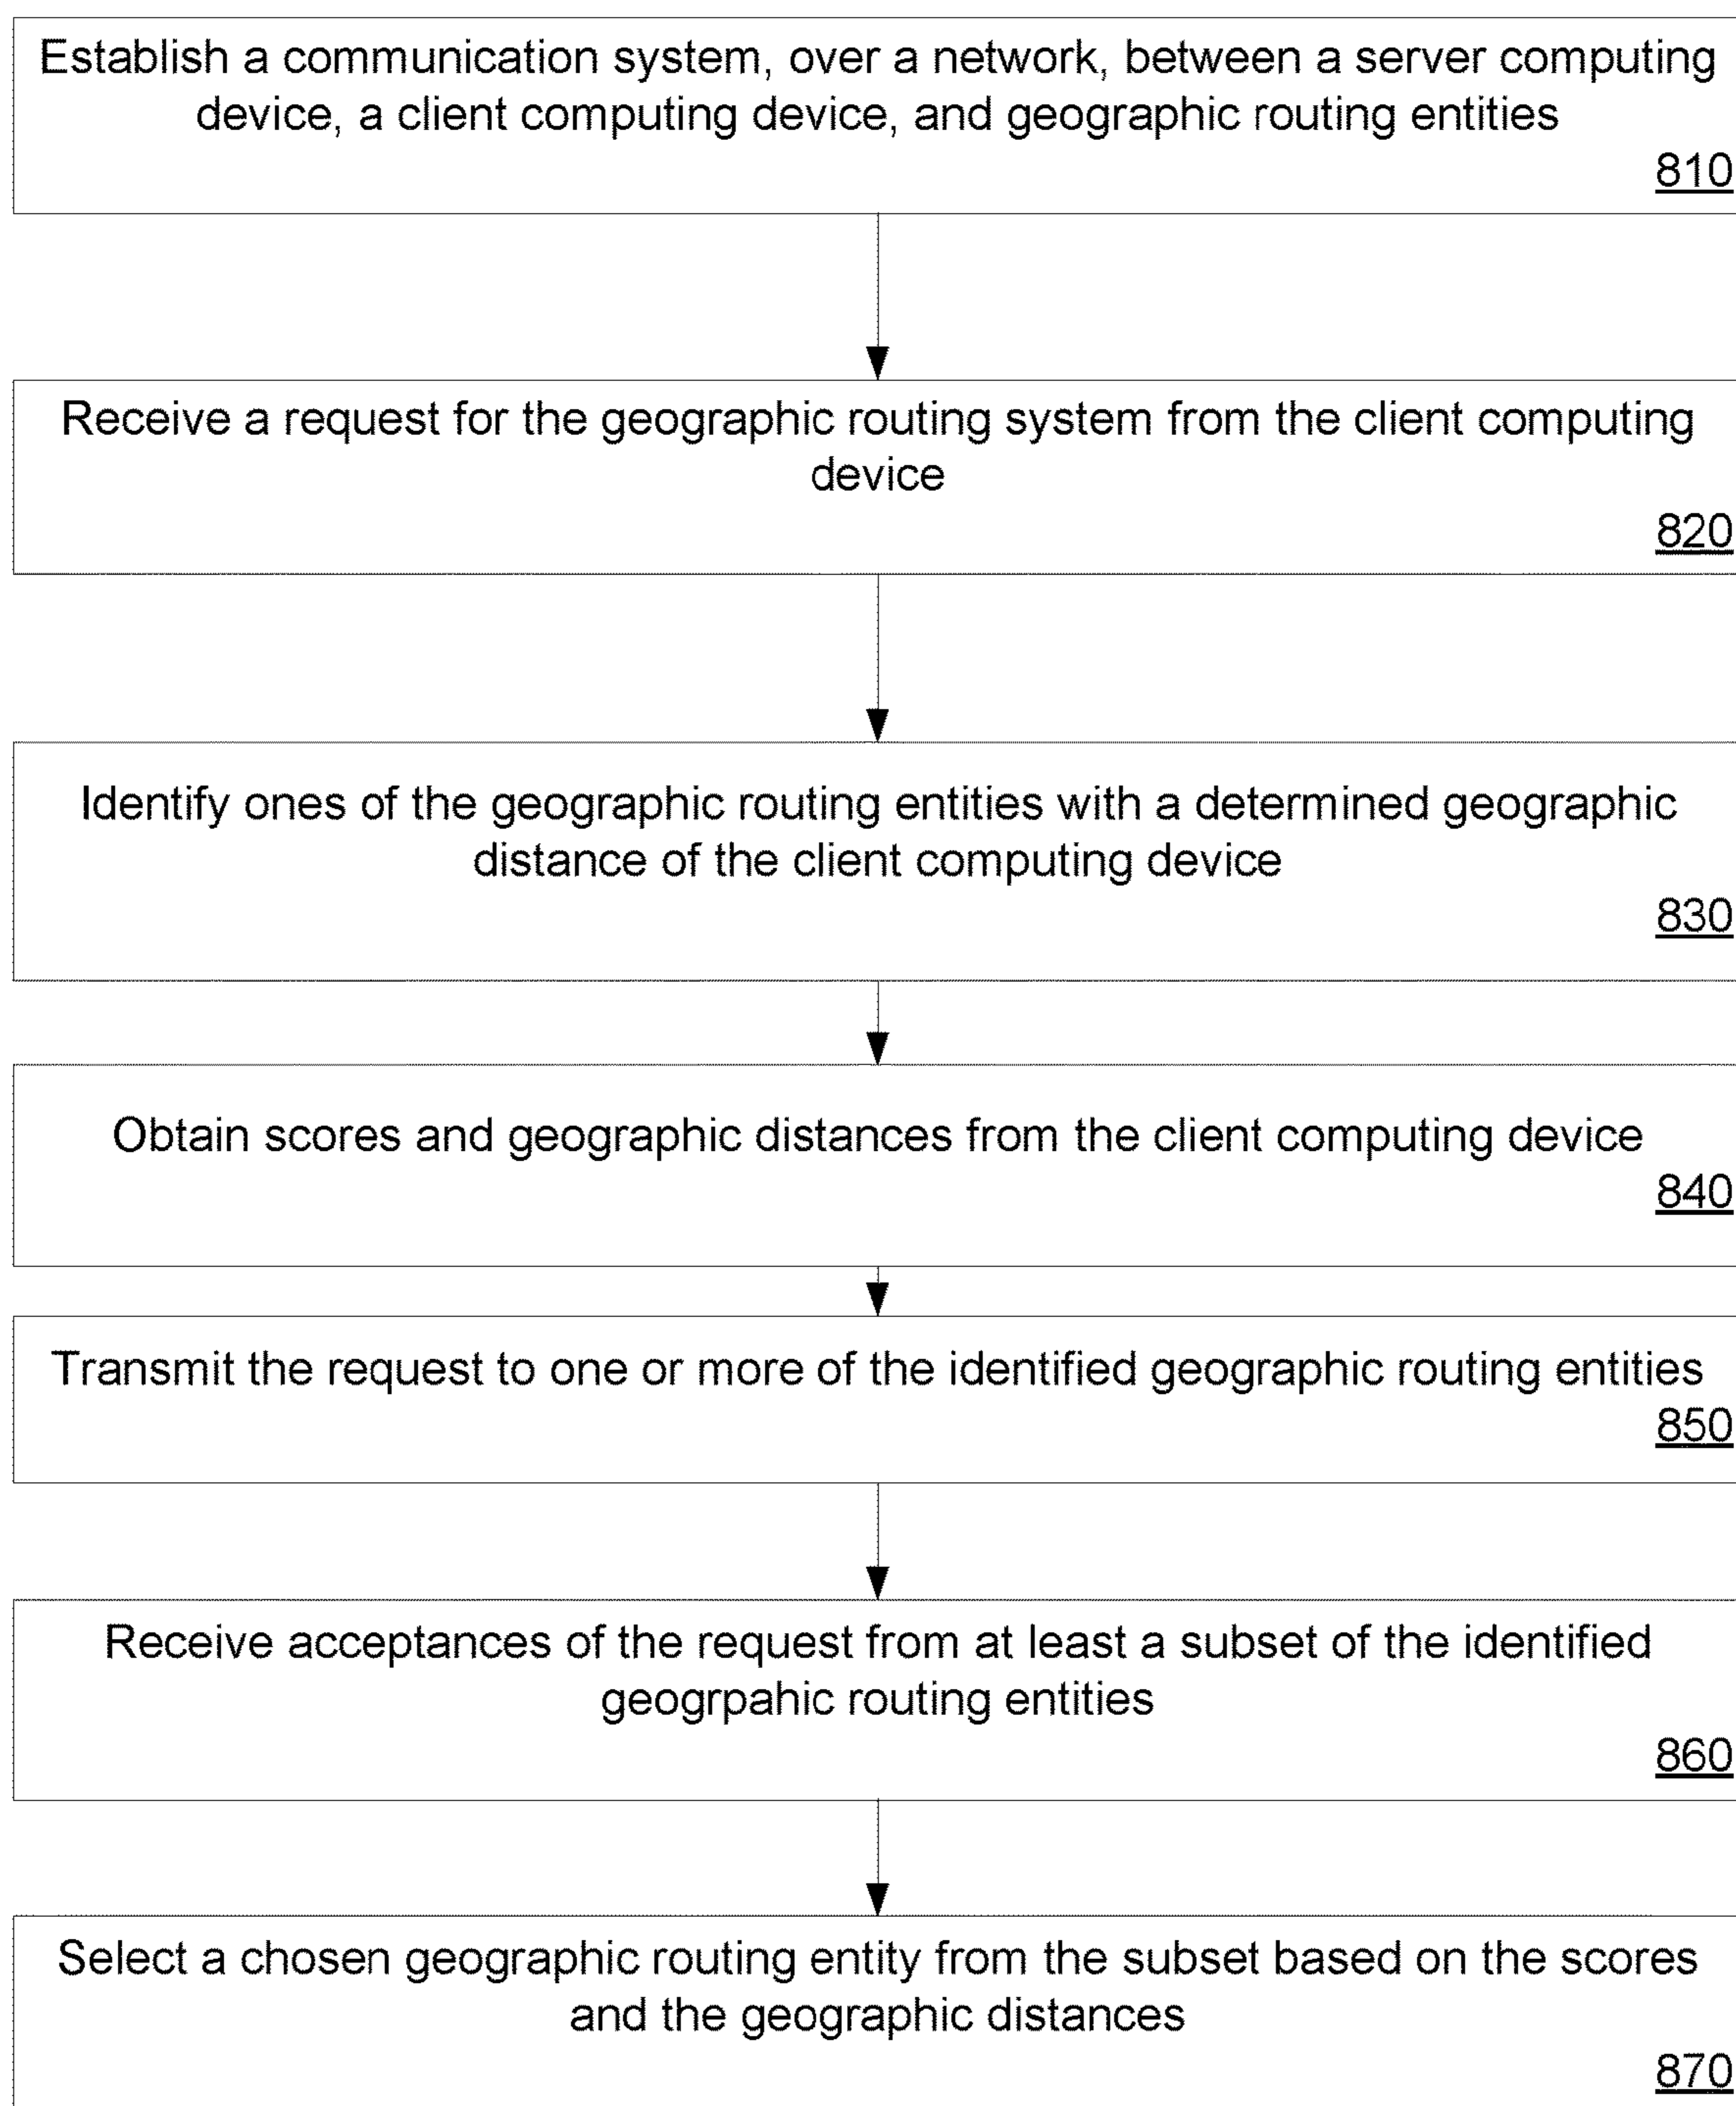 Establish a communication system, over a network, between a server computing
device, a client computing device, and geographic routing entities
810
Receive a request for the geographic routing system from the client computing
device
820
Identify ones of the geographic routing entities with a determined geographic
distance of the client computing device
830
Obtain scores and geographic distances from the client computing device
840
Transmit the request to one or more of the identified geographic routing entities
850
Receive acceptances of the request from at least a subset of the identified
geogrpahic routing entities
860
Select a chosen geographic routing entity from the subset based on the scores
and the geographic distances
870